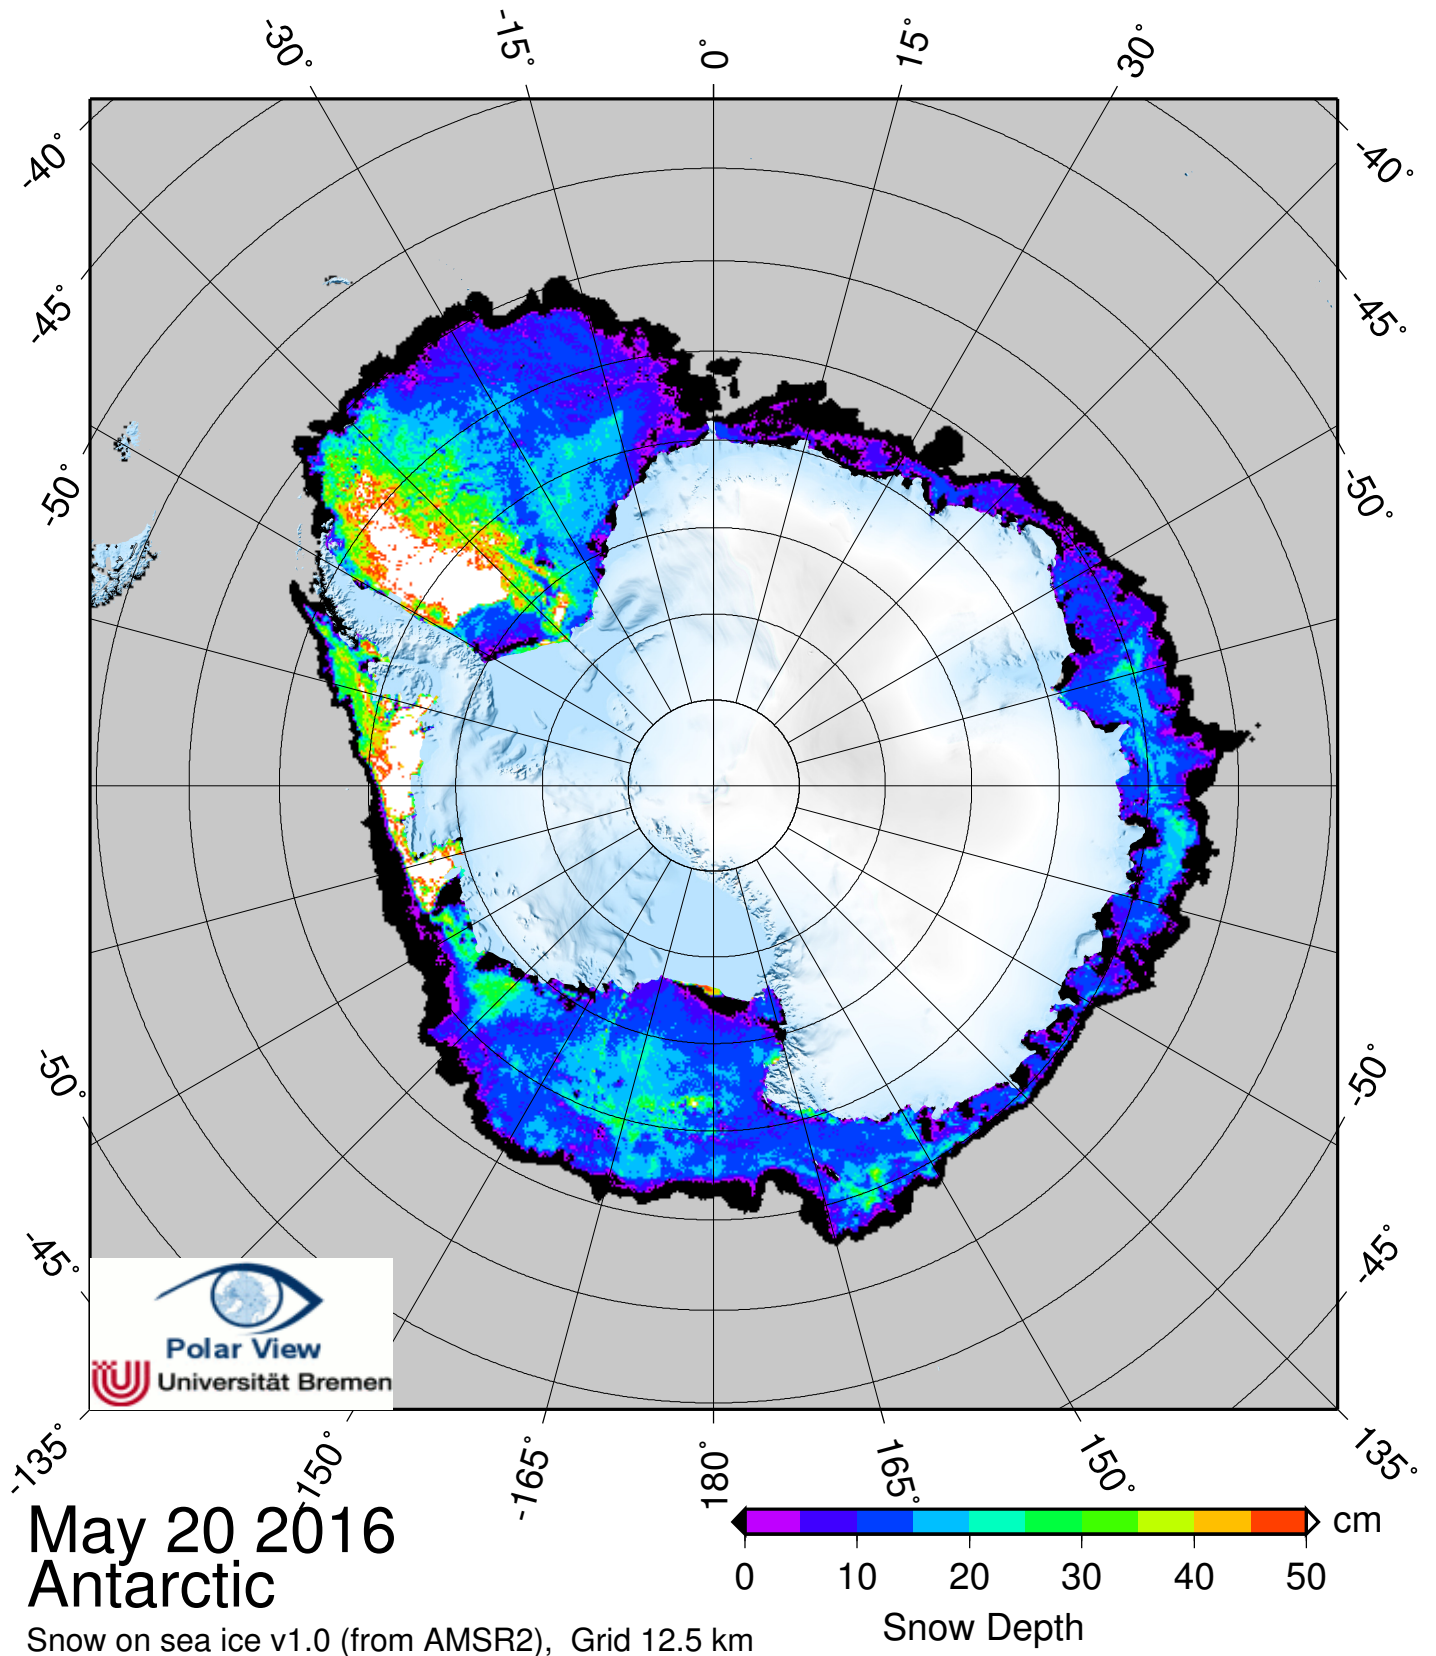 -30°
-15°
0°
15°
30°
-40°
-40°
-45°
-45°
-50°
-50°
-50°
-50°
-45°
-45°
Polar View
Universität Bremen
-135°
-150°
-165°
180°
165°
150°
135°
May 20 2016
Antarctic
Snow on sea ice v1.0 (from AMSR2), Grid 12.5 km
cm
0 10 20 30 40 50
Snow Depth